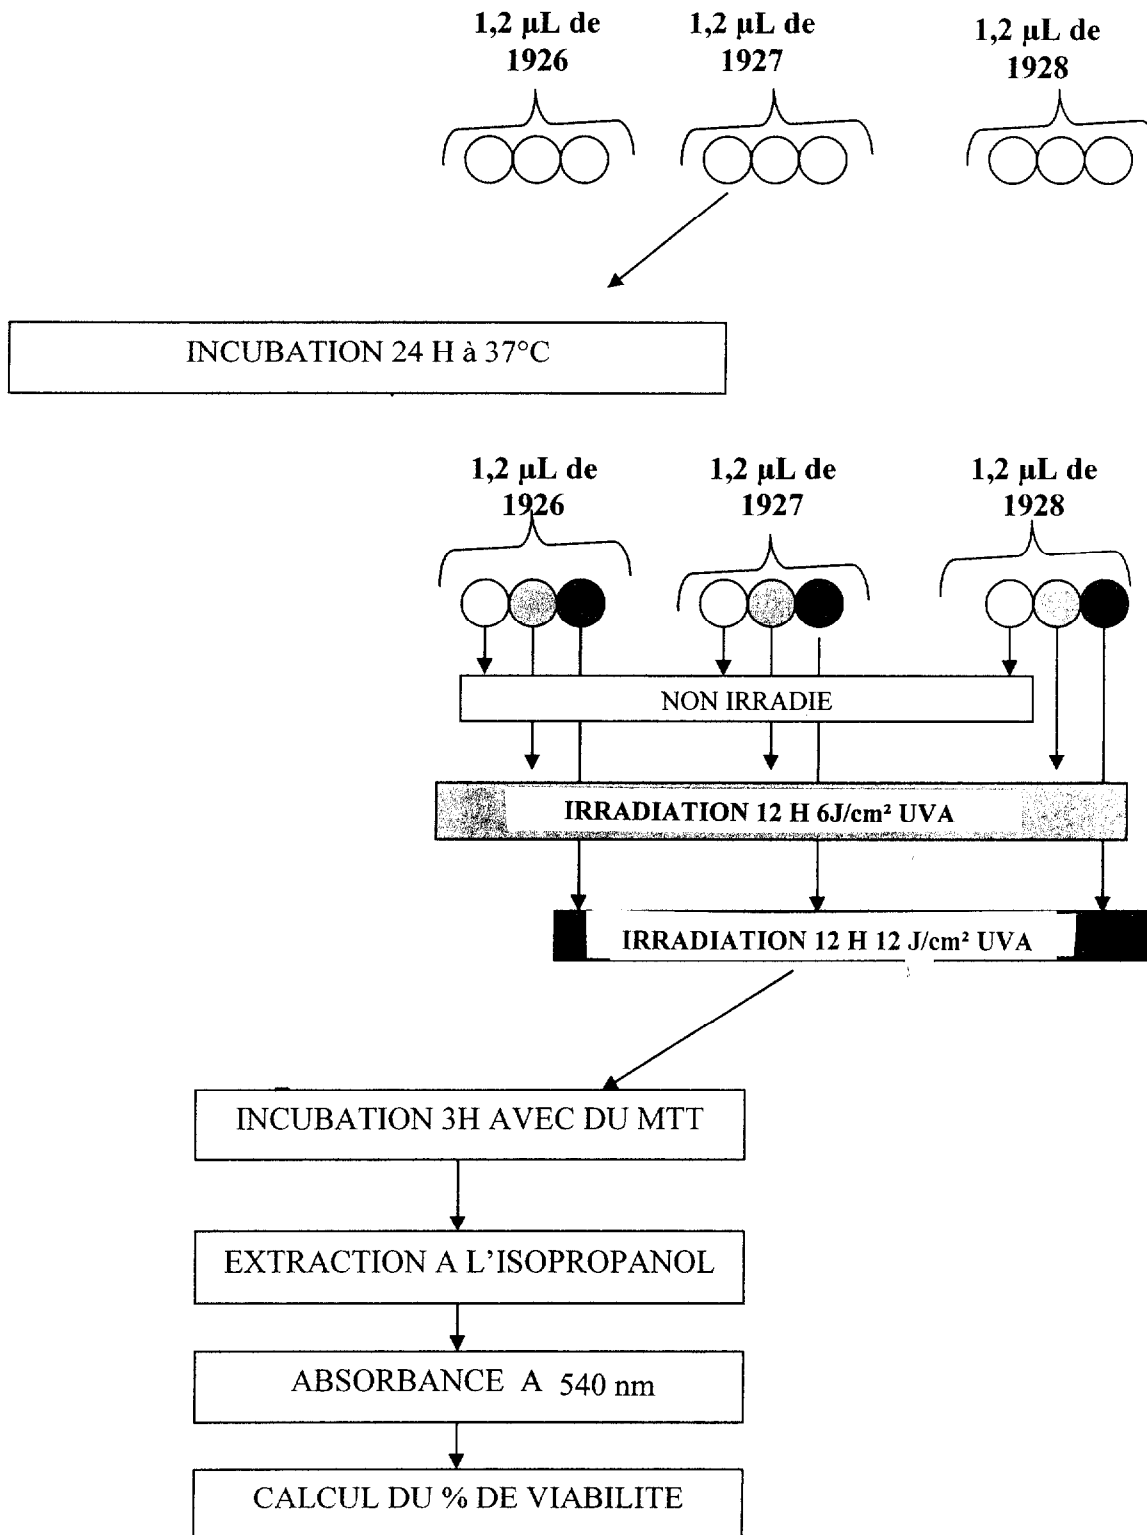 1,2 µL de
1926
1,2 µL de
1927
1,2 µL de
1928
INCUBATION 24 H à 37°C
1,2 µL de
1926
1,2 µL de
1927
1,2 µL de
1928
NON IRRADIE
IRRADIATION 12 H 6J/cm² UVA
IRRADIATION 12 H 12 J/cm² UVA
INCUBATION 3H AVEC DU MTT
EXTRACTION A L'ISOPROPANOL
ABSORBANCE A 540 nm
CALCUL DU % DE VIABILITE